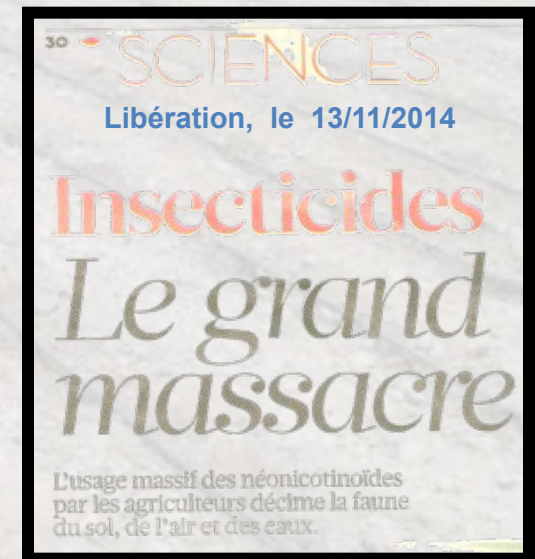 30
SCIENCES
Libération, le 13/11/2014
Insecticides
Le grand
massacre
L'usage massif des néonicotinoïdes
par les agriculteurs décime la faune
du sol, de l'air et des eaux.